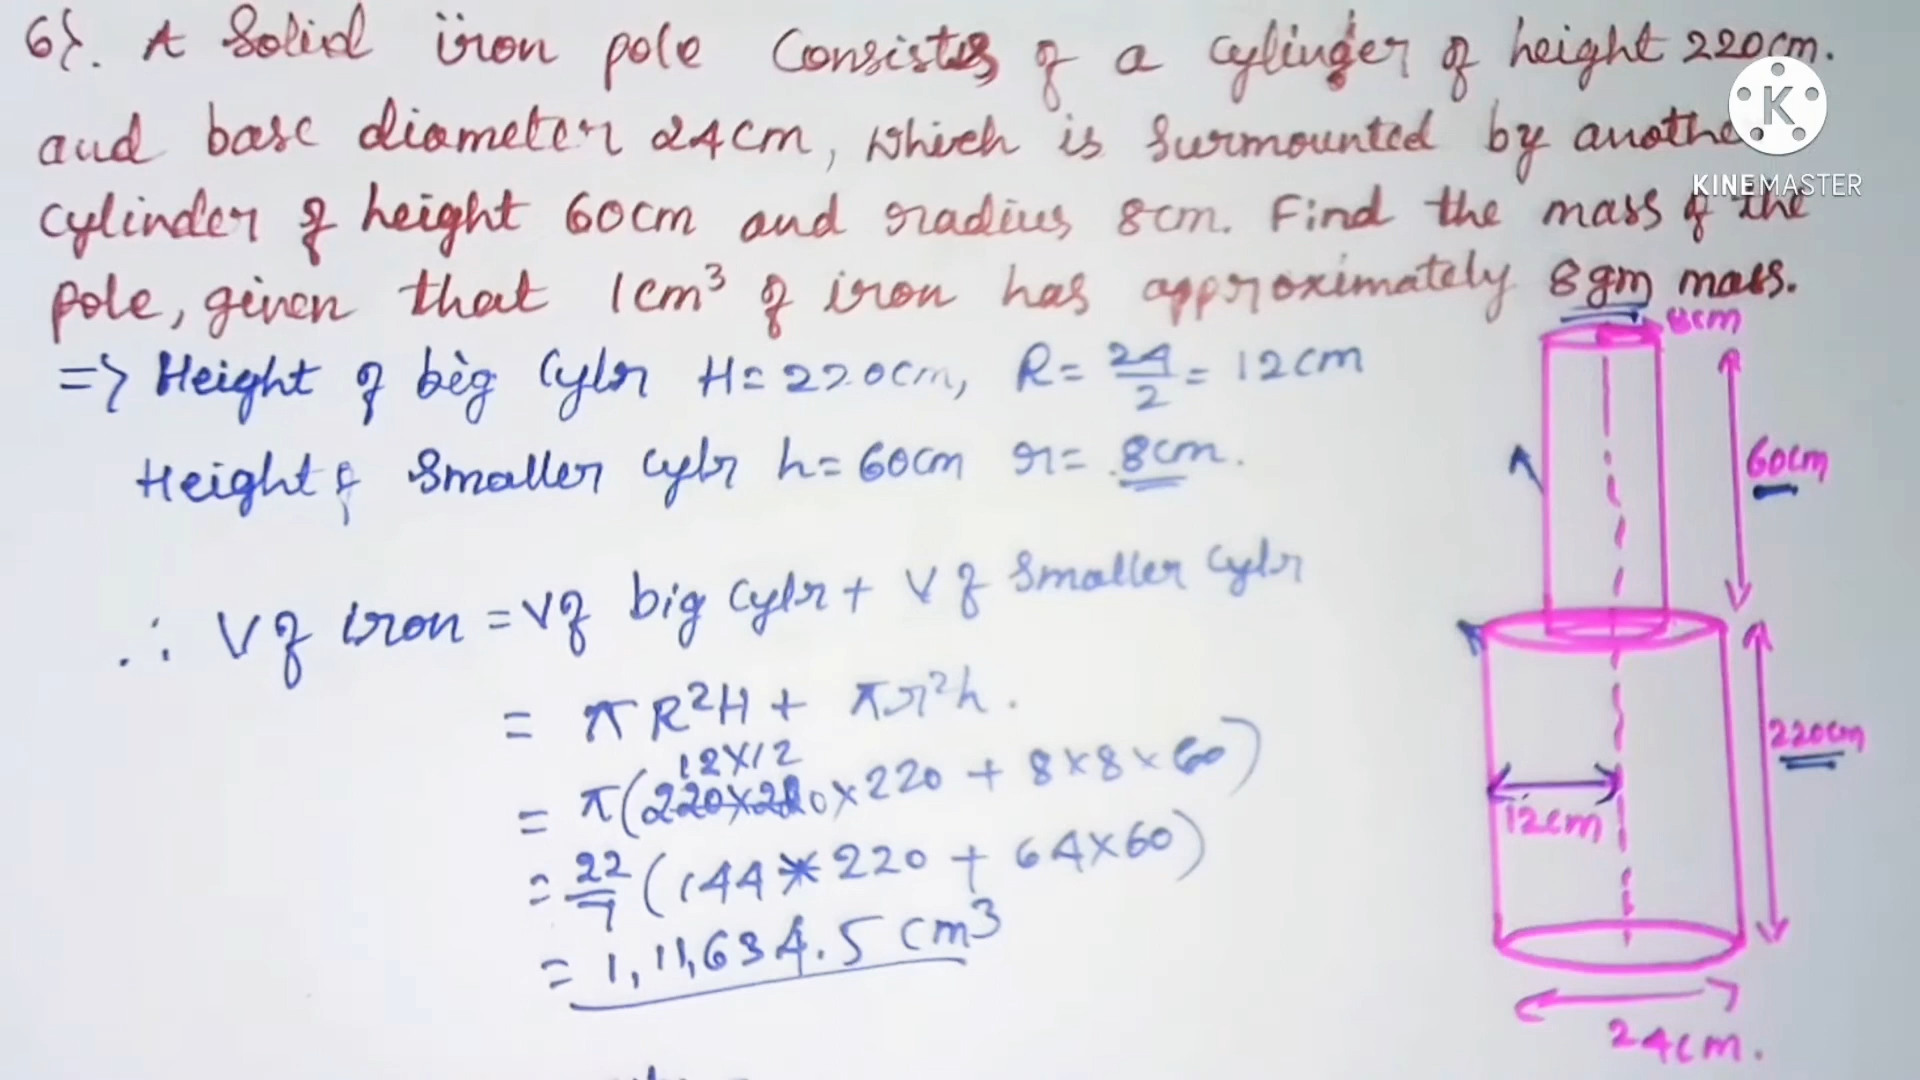 6}. A Solid iron pole Consists of a cylinder of height 220cm.
and base diameter 24cm, which is surmounted by another
cylinder of height 60cm and radius 8cm. Find the mass of the
pole, given that 1cm³ of iron has approximately 8gm mass.
=> Height of big Cylr H=220cm, R= 24/2 = 12cm
Height of Smaller cylr h=60cm r= 8cm.
∴ V of iron = V of big cylr + V of smaller cylr
= πR²H + πr²h.
12×12
= π(220×220×220 + 8×8×60)
= 22/7 (144*220 + 64×60)
= 1,11,634.5 cm³
8cm
60cm
220cm
12cm
24cm.
K
KINEMASTER